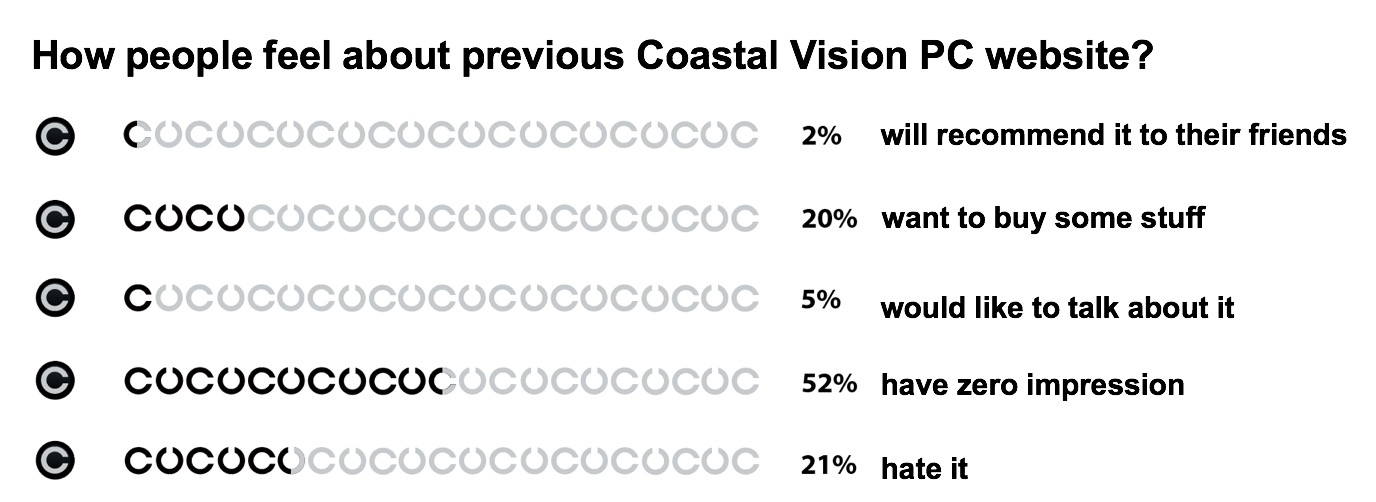 How people feel about previous Coastal Vision PC website?
2% will recommend it to their friends
20% want to buy some stuff
5% would like to talk about it
52% have zero impression
21% hate it